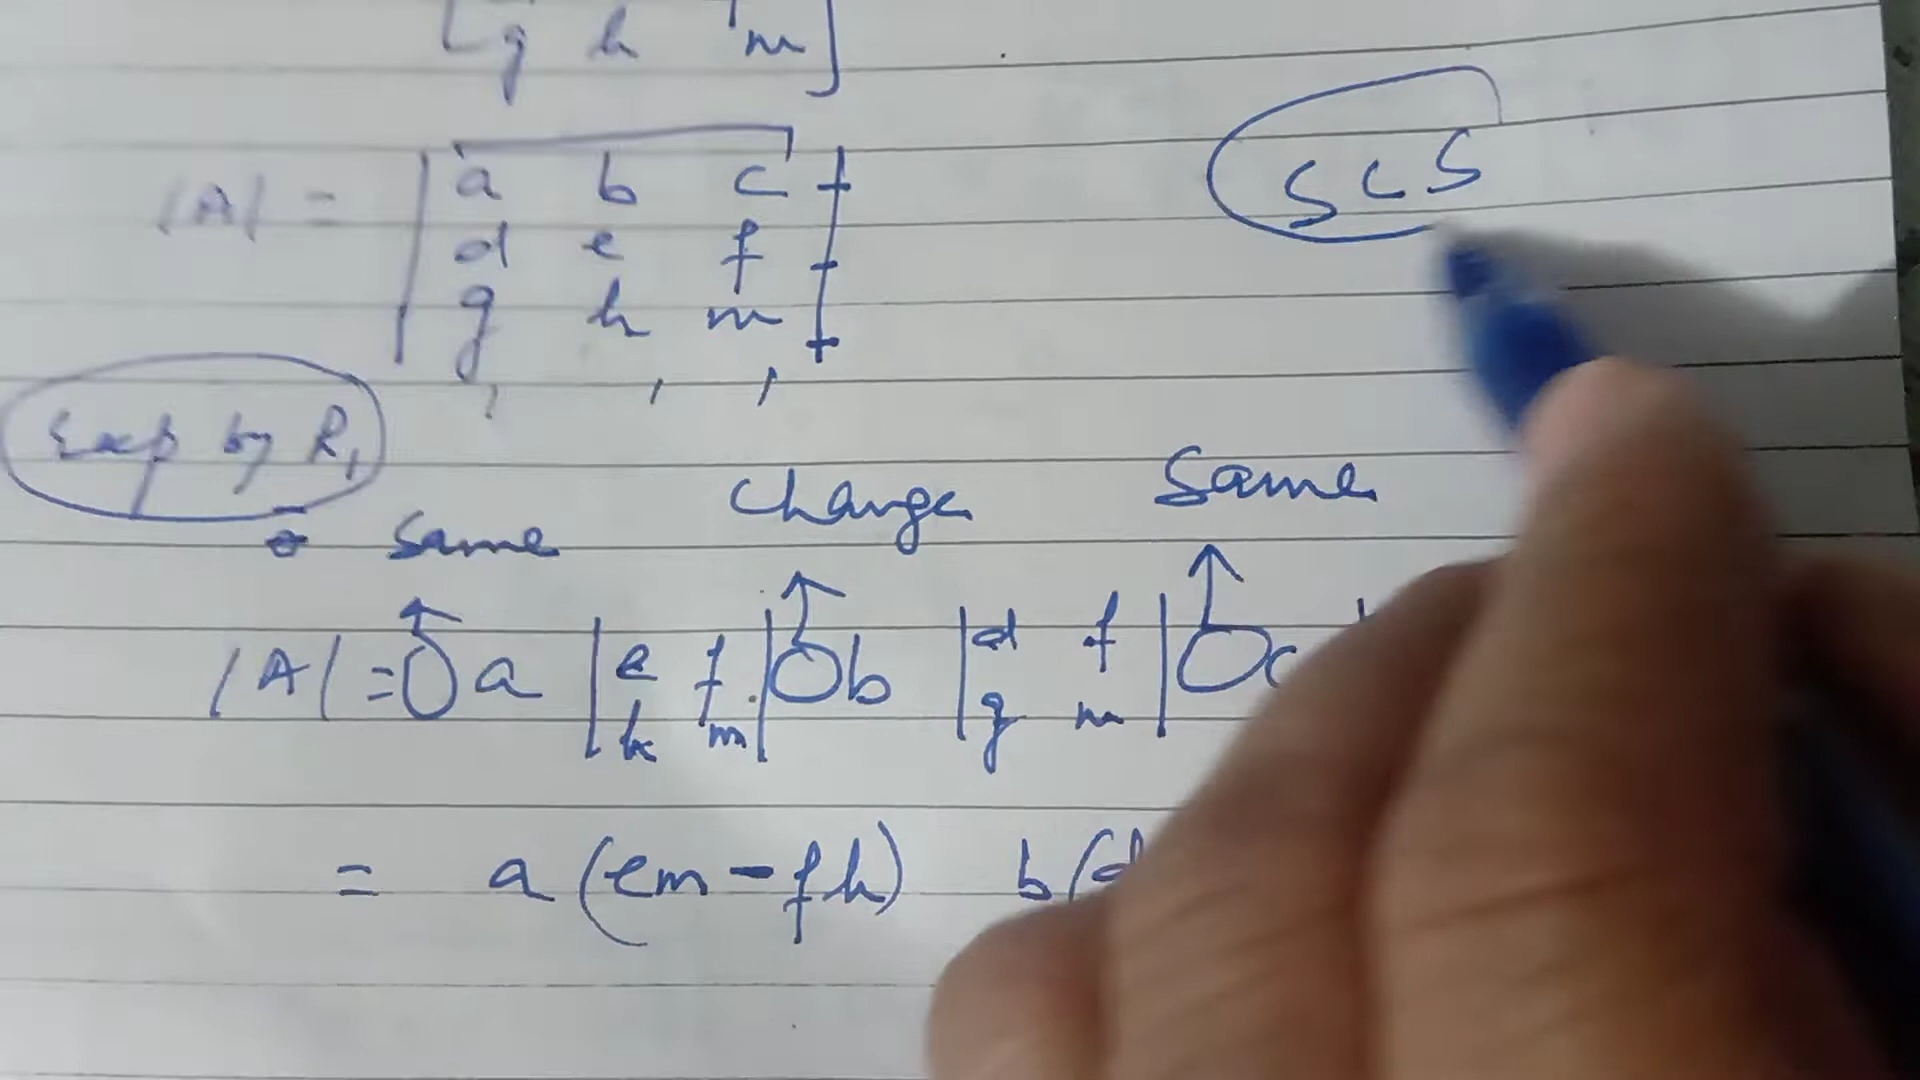 [g h m]
|A| = |a b c|
|d e f|
|g h m|
SCS
Exp by R₁
Same Change Same
|A| = a |e f| b |d f| c
|h m| |g m|
= a (em - fh) b (d